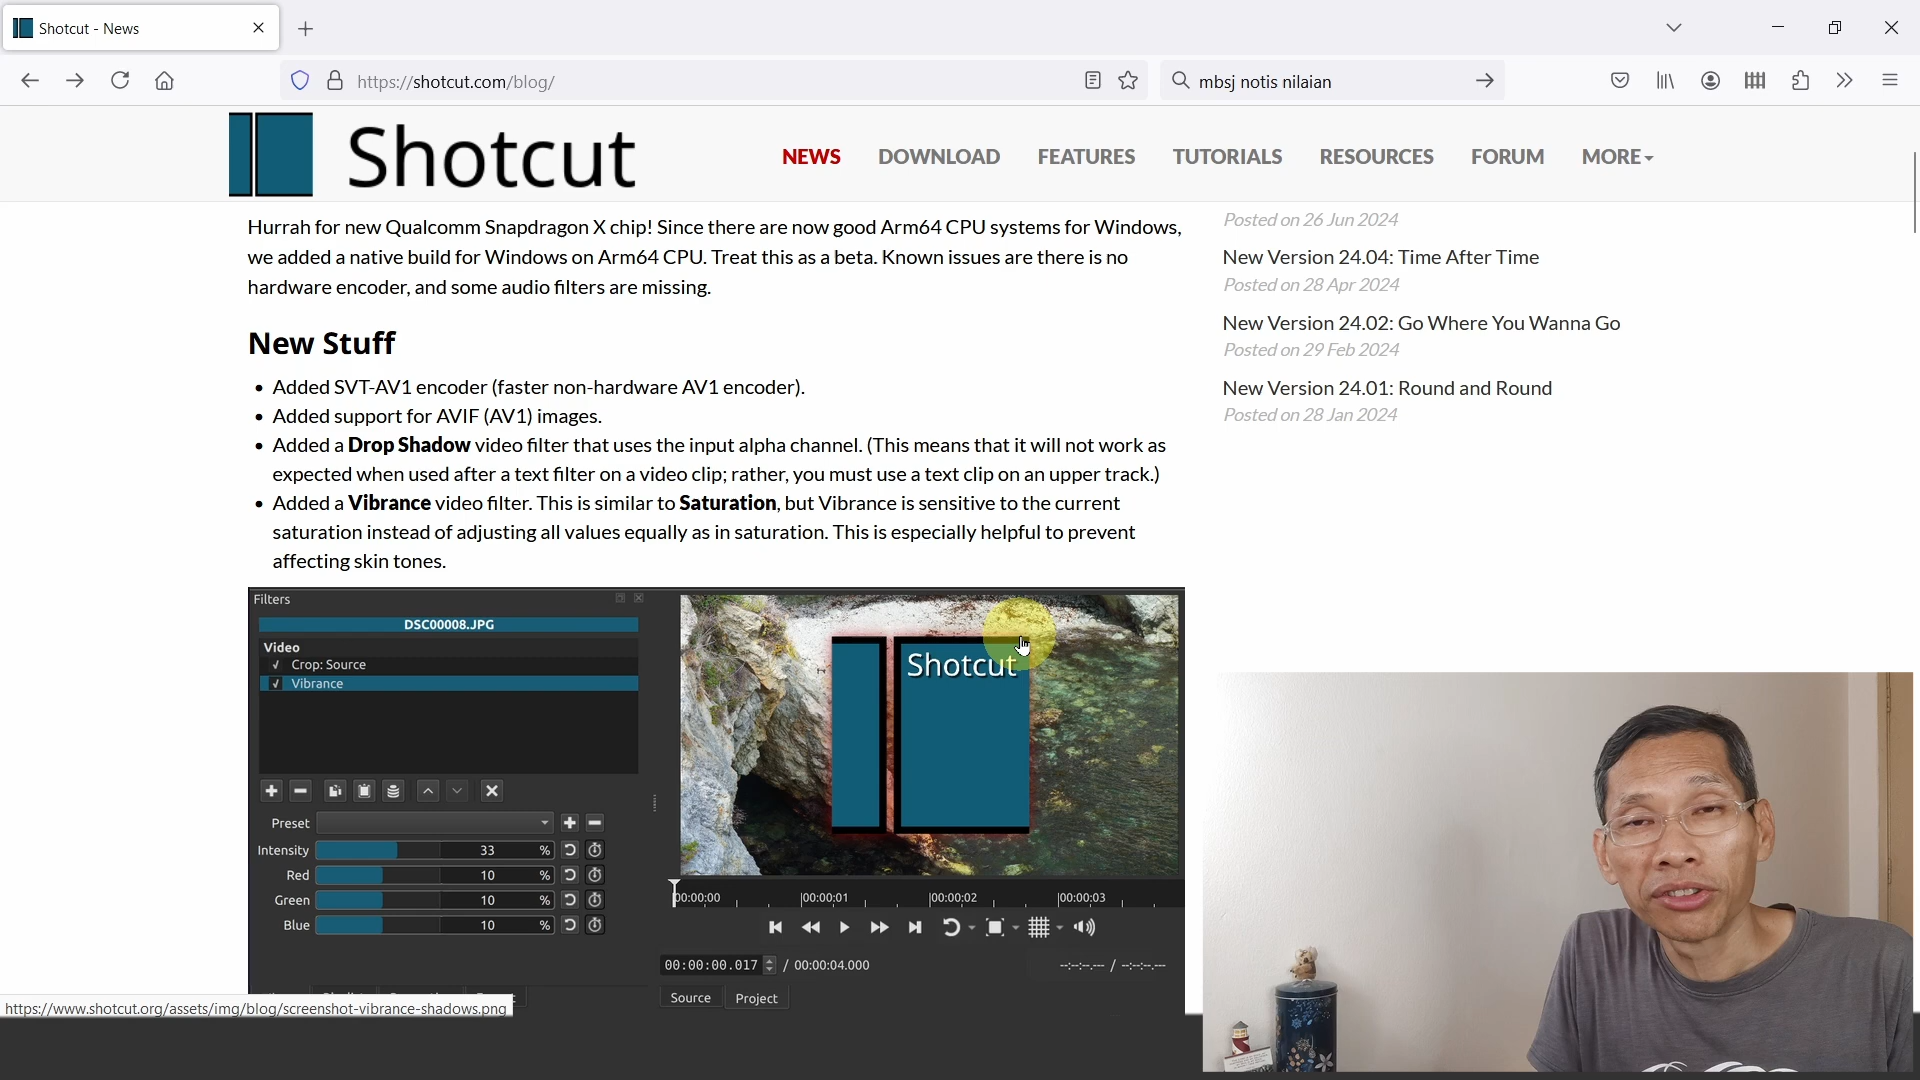 Shotcut - News
https://shotcut.com/blog/
mbsj notis nilaian
Shotcut
NEWS
DOWNLOAD
FEATURES
TUTORIALS
RESOURCES
FORUM
MORE
Hurrah for new Qualcomm Snapdragon X chip! Since there are now good Arm64 CPU systems for Windows,
we added a native build for Windows on Arm64 CPU. Treat this as a beta. Known issues are there is no
hardware encoder, and some audio filters are missing.
New Stuff
• Added SVT-AV1 encoder (faster non-hardware AV1 encoder).
• Added support for AVIF (AV1) images.
• Added a Drop Shadow video filter that uses the input alpha channel. (This means that it will not work as
expected when used after a text filter on a video clip; rather, you must use a text clip on an upper track.)
• Added a Vibrance video filter. This is similar to Saturation, but Vibrance is sensitive to the current
saturation instead of adjusting all values equally as in saturation. This is especially helpful to prevent
affecting skin tones.
Posted on 26 Jun 2024
New Version 24.04: Time After Time
Posted on 28 Apr 2024
New Version 24.02: Go Where You Wanna Go
Posted on 29 Feb 2024
New Version 24.01: Round and Round
Posted on 28 Jan 2024
Filters
DSC00008.JPG
Video
✓ Crop: Source
✓ Vibrance
Preset
Intensity 33 %
Red 10 %
Green 10 %
Blue 10 %
Shotcut
00:00:00
00:00:01
00:00:02
00:00:03
00:00:00.017 / 00:00:04.000
--:--:--.--- / --:--:--.---
Source
Project
https://www.shotcut.org/assets/img/blog/screenshot-vibrance-shadows.png